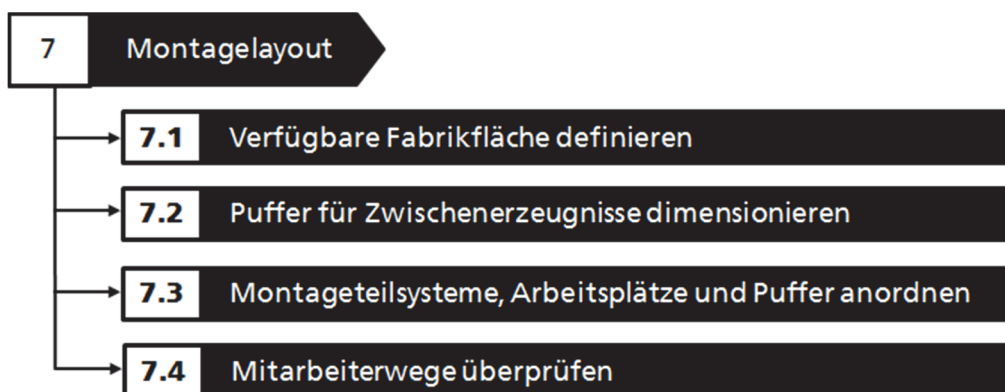 7 Montagelayout
7.1 Verfügbare Fabrikfläche definieren
7.2 Puffer für Zwischenerzeugnisse dimensionieren
7.3 Montageteilsysteme, Arbeitsplätze und Puffer anordnen
7.4 Mitarbeiterwege überprüfen